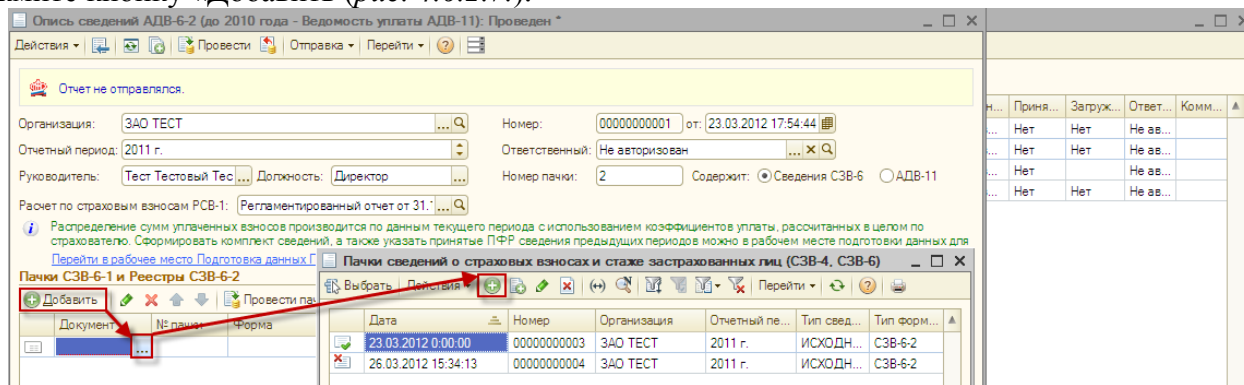 жмите кнопку «Добавить» (рис. 4.6.2.7.).
Опись сведений АДВ-6-2 (до 2010 года - Ведомость уплаты АДВ-11): Проведен *
Действия Провести Отправка Перейти
Отчет не отправлялся.
Организация: ЗАО ТЕСТ ... Номер: 00000000001 от: 23.03.2012 17:54:44
Отчетный период: 2011 г. Ответственный: Не авторизован ...
Руководитель: Тест Тестовый Тес ... Должность: Директор ... Номер пачки: 2 Содержит: Сведения СЗВ-6 АДВ-11
Расчет по страховым взносам РСВ-1: Регламентированный отчет от 31. ...
Распределение сумм уплаченных взносов производится по данным текущего периода с использованием коэффициентов уплаты, рассчитанных в целом по
страхователю. Сформировать комплект сведений, а также указать принятые ПФР сведения предыдущих периодов можно в рабочем месте подготовки данных для
Перейти в рабочее место Подготовка данных П
Пачки СЗВ-6-1 и Реестры СЗВ-6-2
Добавить Провести пач
Документ № пачки Форма
...
Пачки сведений о страховых взносах и стаже застрахованных лиц (СЗВ-4, СЗВ-6)
Выбрать Действия Перейти
Дата Номер Организация Отчетный пе... Тип свед... Тип форм...
23.03.2012 0:00:00 00000000003 ЗАО ТЕСТ 2011 г. ИСХОДН... СЗВ-6-2
26.03.2012 15:34:13 00000000004 ЗАО ТЕСТ 2011 г. ИСХОДН... СЗВ-6-2
н... Приня... Загруж... Ответ... Комм...
... Нет Нет Не ав...
... Нет Нет Не ав...
... Нет Не ав...
... Нет Нет Не ав...